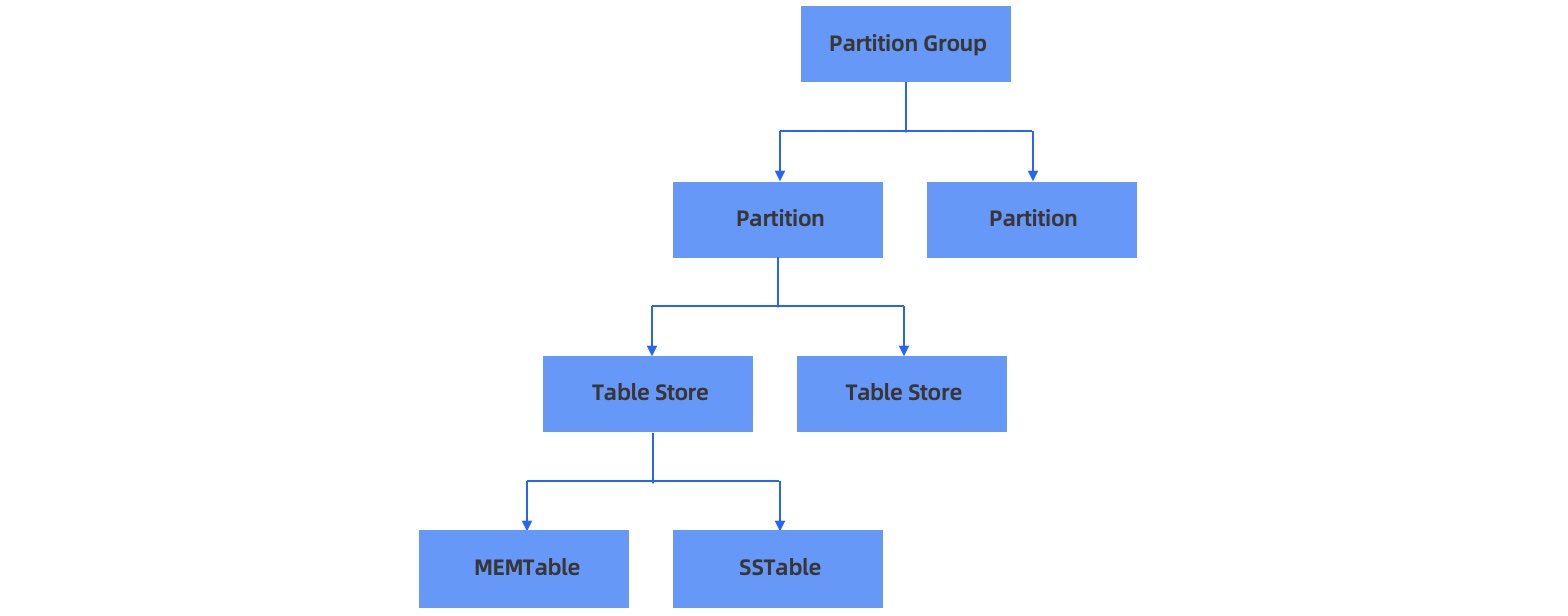 Partition Group
Partition
Partition
Table Store
Table Store
MEMTable
SSTable